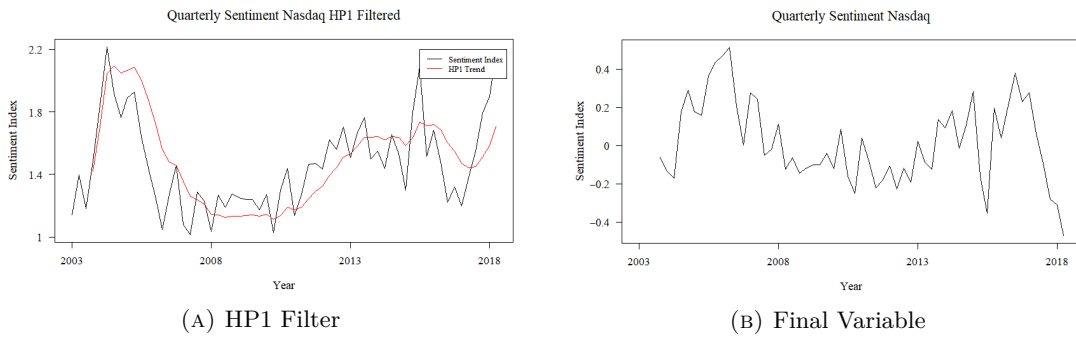 Quarterly Sentiment Nasdaq HP1 Filtered
Sentiment Index
2.2
1.8
1.4
1
Sentiment Index
HP1 Trend
2003
2008
2013
2018
Year
(A) HP1 Filter
Quarterly Sentiment Nasdaq
Sentiment Index
0.4
0.2
0
−0.2
−0.4
2003
2008
2013
2018
Year
(B) Final Variable